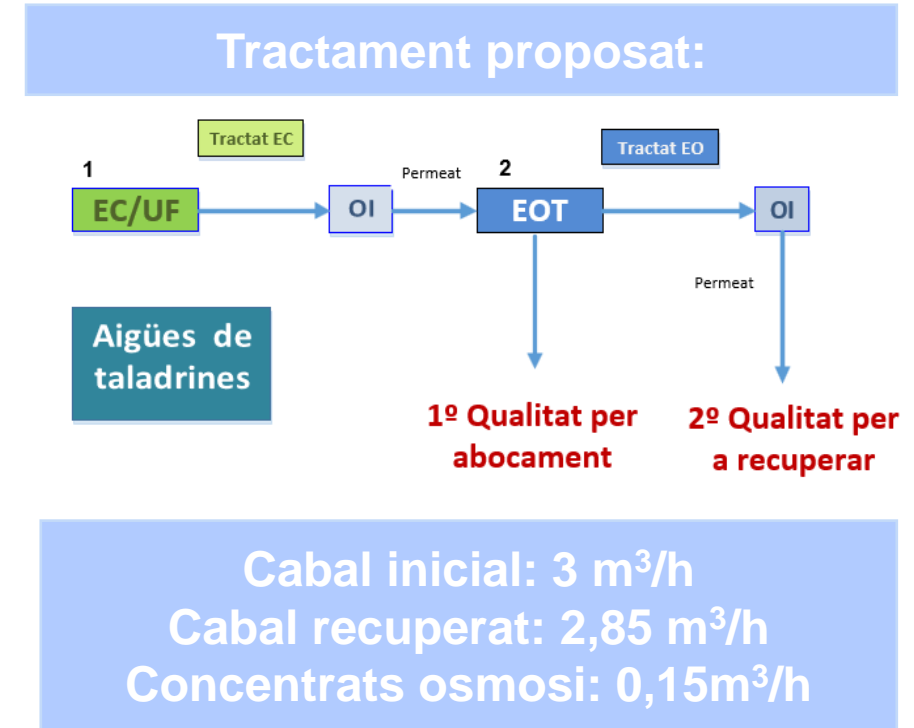 Tractament proposat:
Tractat EC
Tractat EO
1
Permeat
2
EC/UF
OI
EOT
OI
Permeat
Aigües de
taladrines
1º Qualitat per
abocament
2º Qualitat per
a recuperar
Cabal inicial: 3 m³/h
Cabal recuperat: 2,85 m³/h
Concentrats osmosi: 0,15m³/h